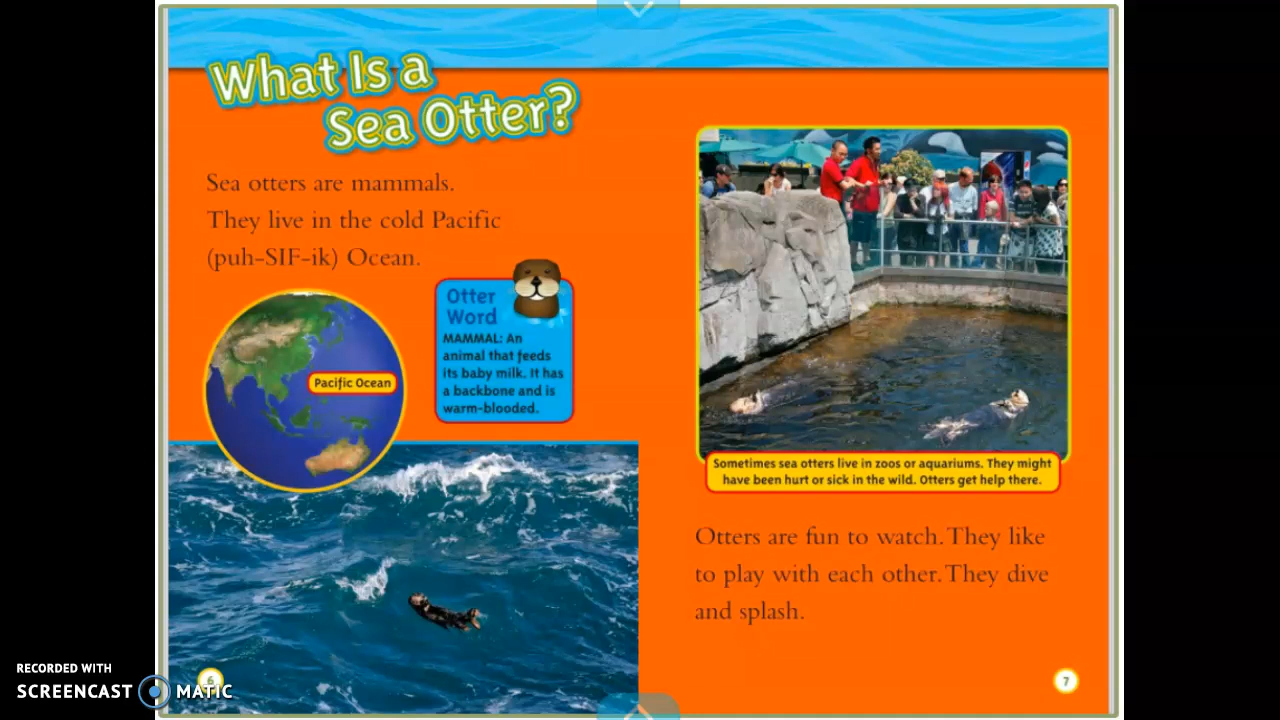 What Is a
Sea Otter?
Sea otters are mammals.
They live in the cold Pacific
(puh-SIF-ik) Ocean.
Pacific Ocean
Otter
Word
MAMMAL: An
animal that feeds
its baby milk. It has
a backbone and is
warm-blooded.
6
Sometimes sea otters live in zoos or aquariums. They might
have been hurt or sick in the wild. Otters get help there.
Otters are fun to watch. They like
to play with each other. They dive
and splash.
7
RECORDED WITH
SCREENCAST MATIC